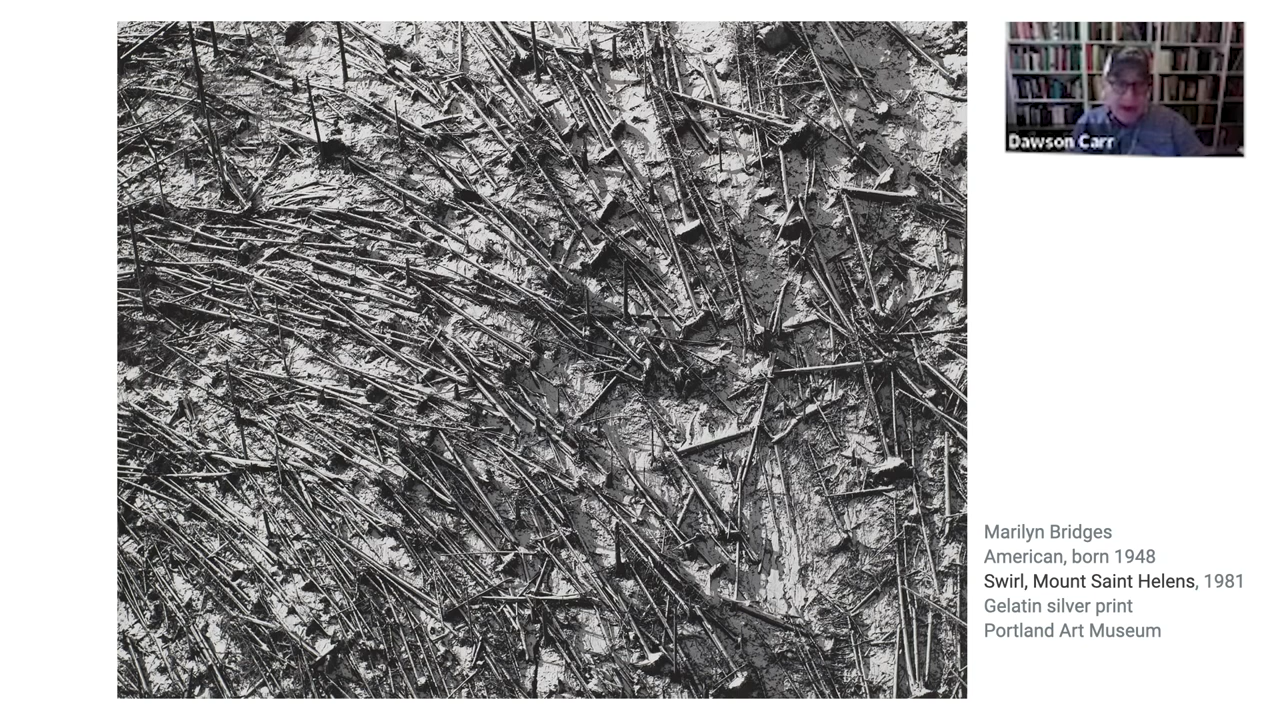 Dawson Carr
Marilyn Bridges
American, born 1948
Swirl, Mount Saint Helens, 1981
Gelatin silver print
Portland Art Museum